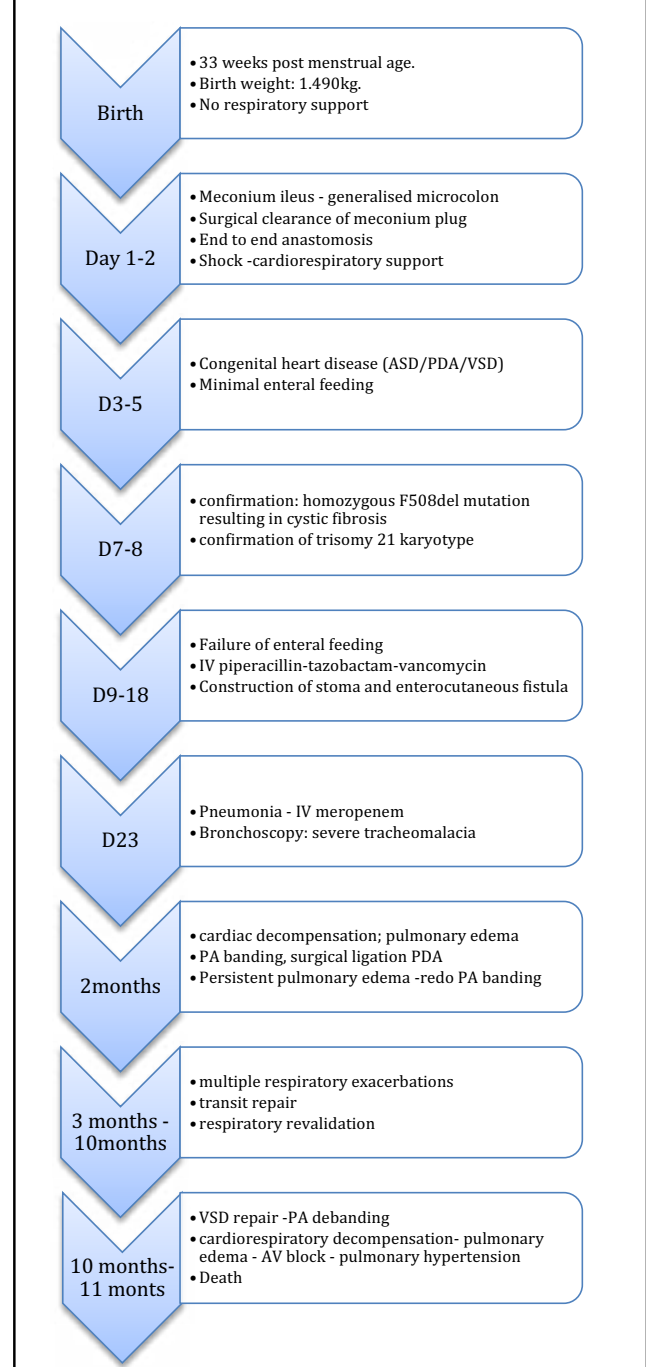 Birth
• 33 weeks post menstrual age.
• Birth weight: 1.490kg.
• No respiratory support
Day 1-2
• Meconium ileus - generalised microcolon
• Surgical clearance of meconium plug
• End to end anastomosis
• Shock -cardiorespiratory support
D3-5
• Congenital heart disease (ASD/PDA/VSD)
• Minimal enteral feeding
D7-8
• confirmation: homozygous F508del mutation
resulting in cystic fibrosis
• confirmation of trisomy 21 karyotype
D9-18
• Failure of enteral feeding
• IV piperacillin-tazobactam-vancomycin
• Construction of stoma and enterocutaneous fistula
D23
• Pneumonia - IV meropenem
• Bronchoscopy: severe tracheomalacia
2months
• cardiac decompensation; pulmonary edema
• PA banding, surgical ligation PDA
• Persistent pulmonary edema -redo PA banding
3 months -
10months
• multiple respiratory exacerbations
• transit repair
• respiratory revalidation
10 months-
11 monts
• VSD repair -PA debanding
• cardiorespiratory decompensation- pulmonary
edema - AV block - pulmonary hypertension
• Death